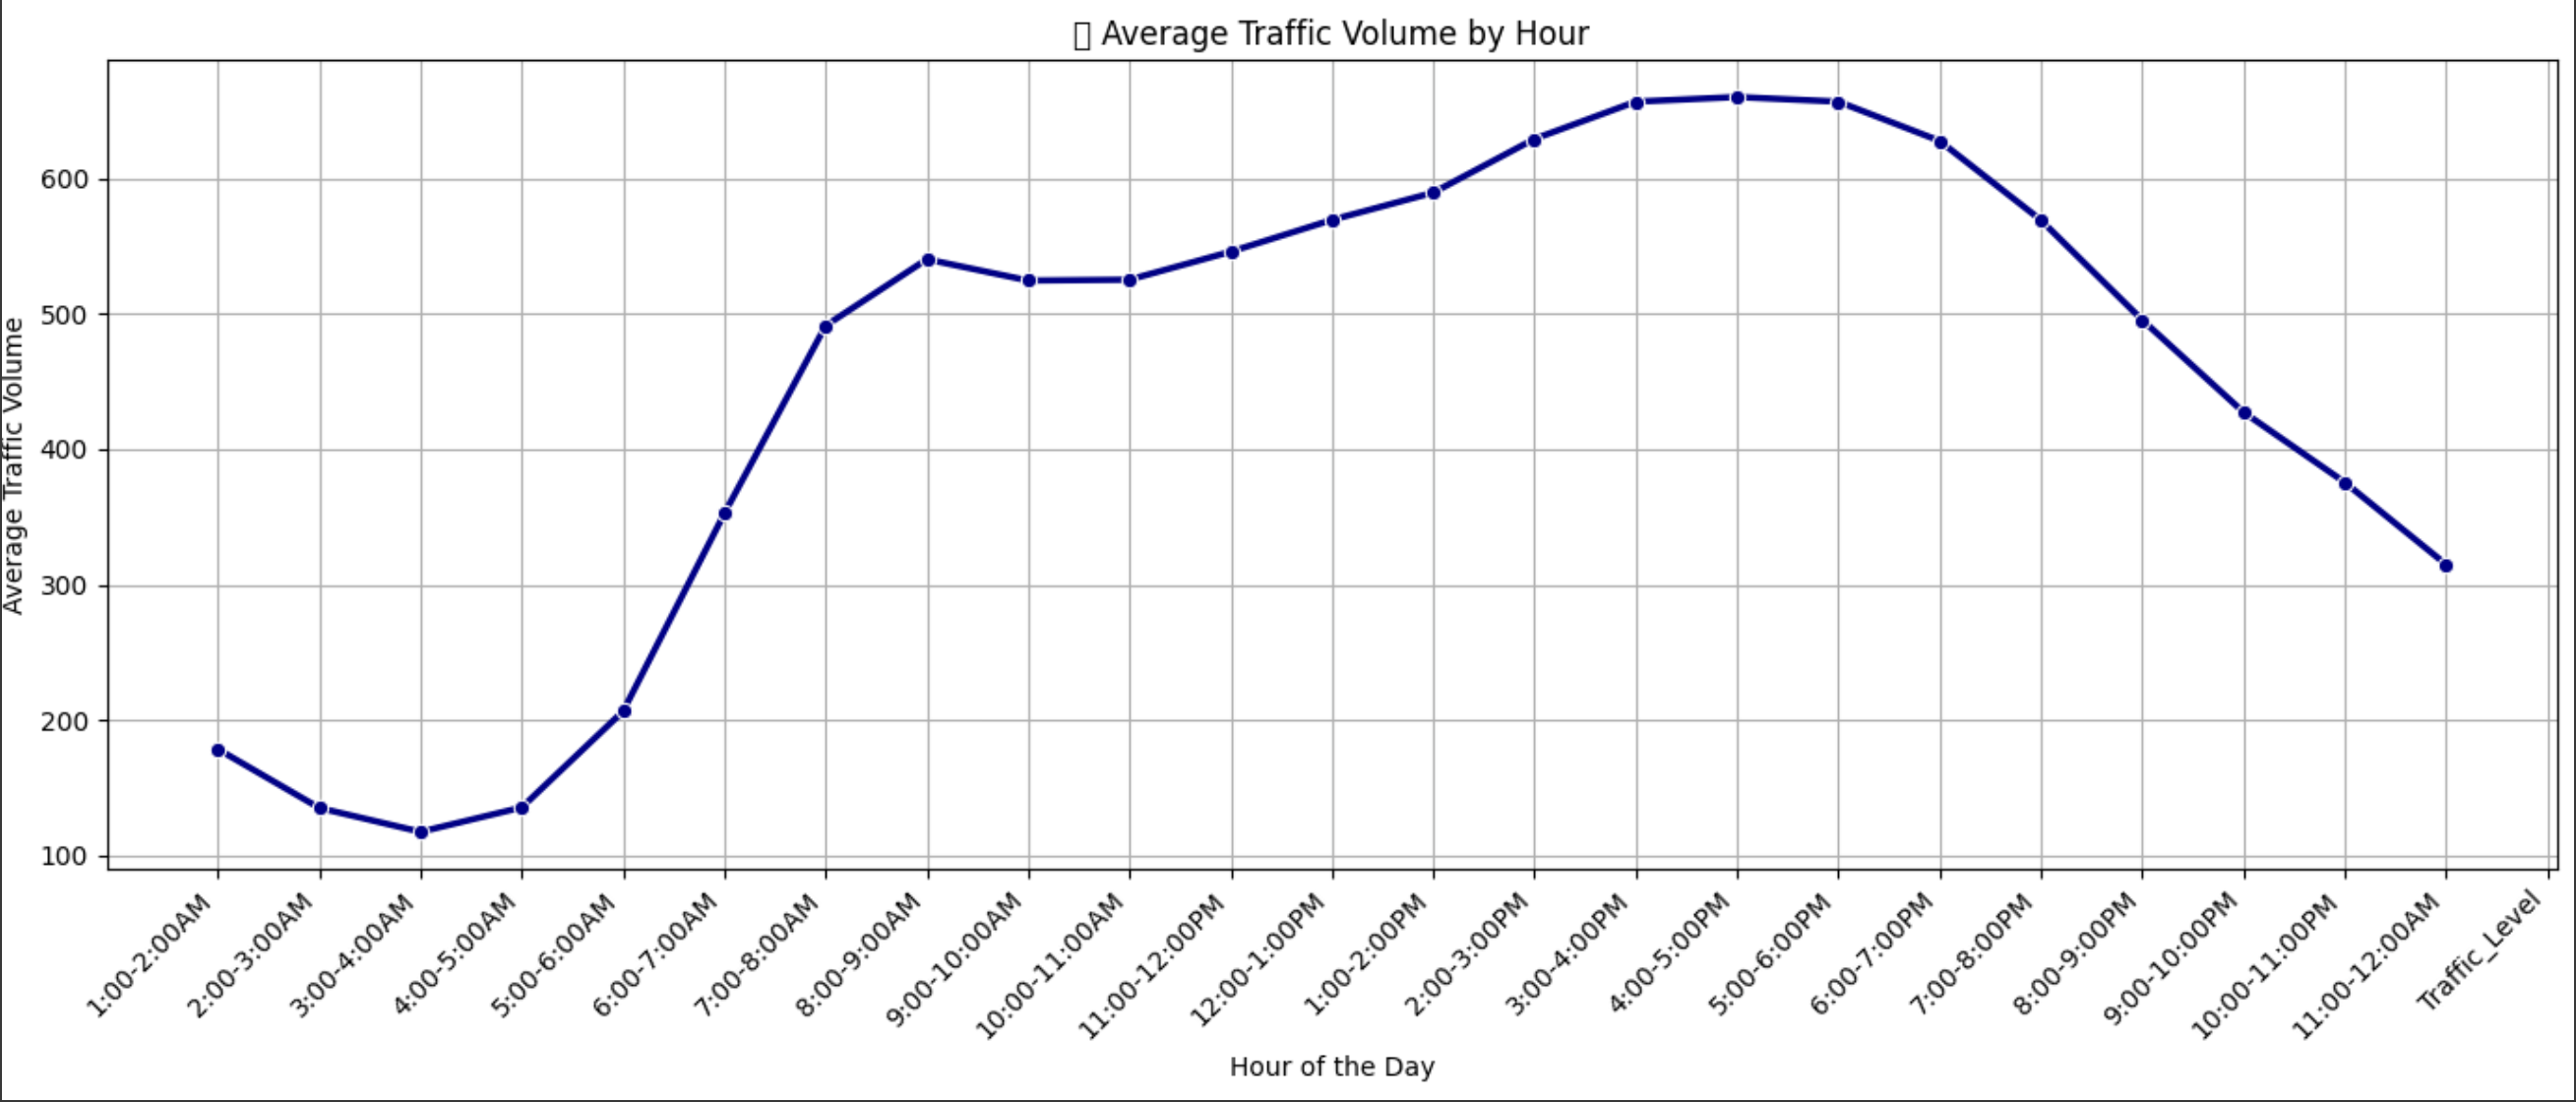 ▯ Average Traffic Volume by Hour
Average Traffic Volume
600
500
400
300
200
100
1:00-2:00AM
2:00-3:00AM
3:00-4:00AM
4:00-5:00AM
5:00-6:00AM
6:00-7:00AM
7:00-8:00AM
8:00-9:00AM
9:00-10:00AM
10:00-11:00AM
11:00-12:00PM
12:00-1:00PM
1:00-2:00PM
2:00-3:00PM
3:00-4:00PM
4:00-5:00PM
5:00-6:00PM
6:00-7:00PM
7:00-8:00PM
8:00-9:00PM
9:00-10:00PM
10:00-11:00PM
11:00-12:00AM
Traffic_Level
Hour of the Day